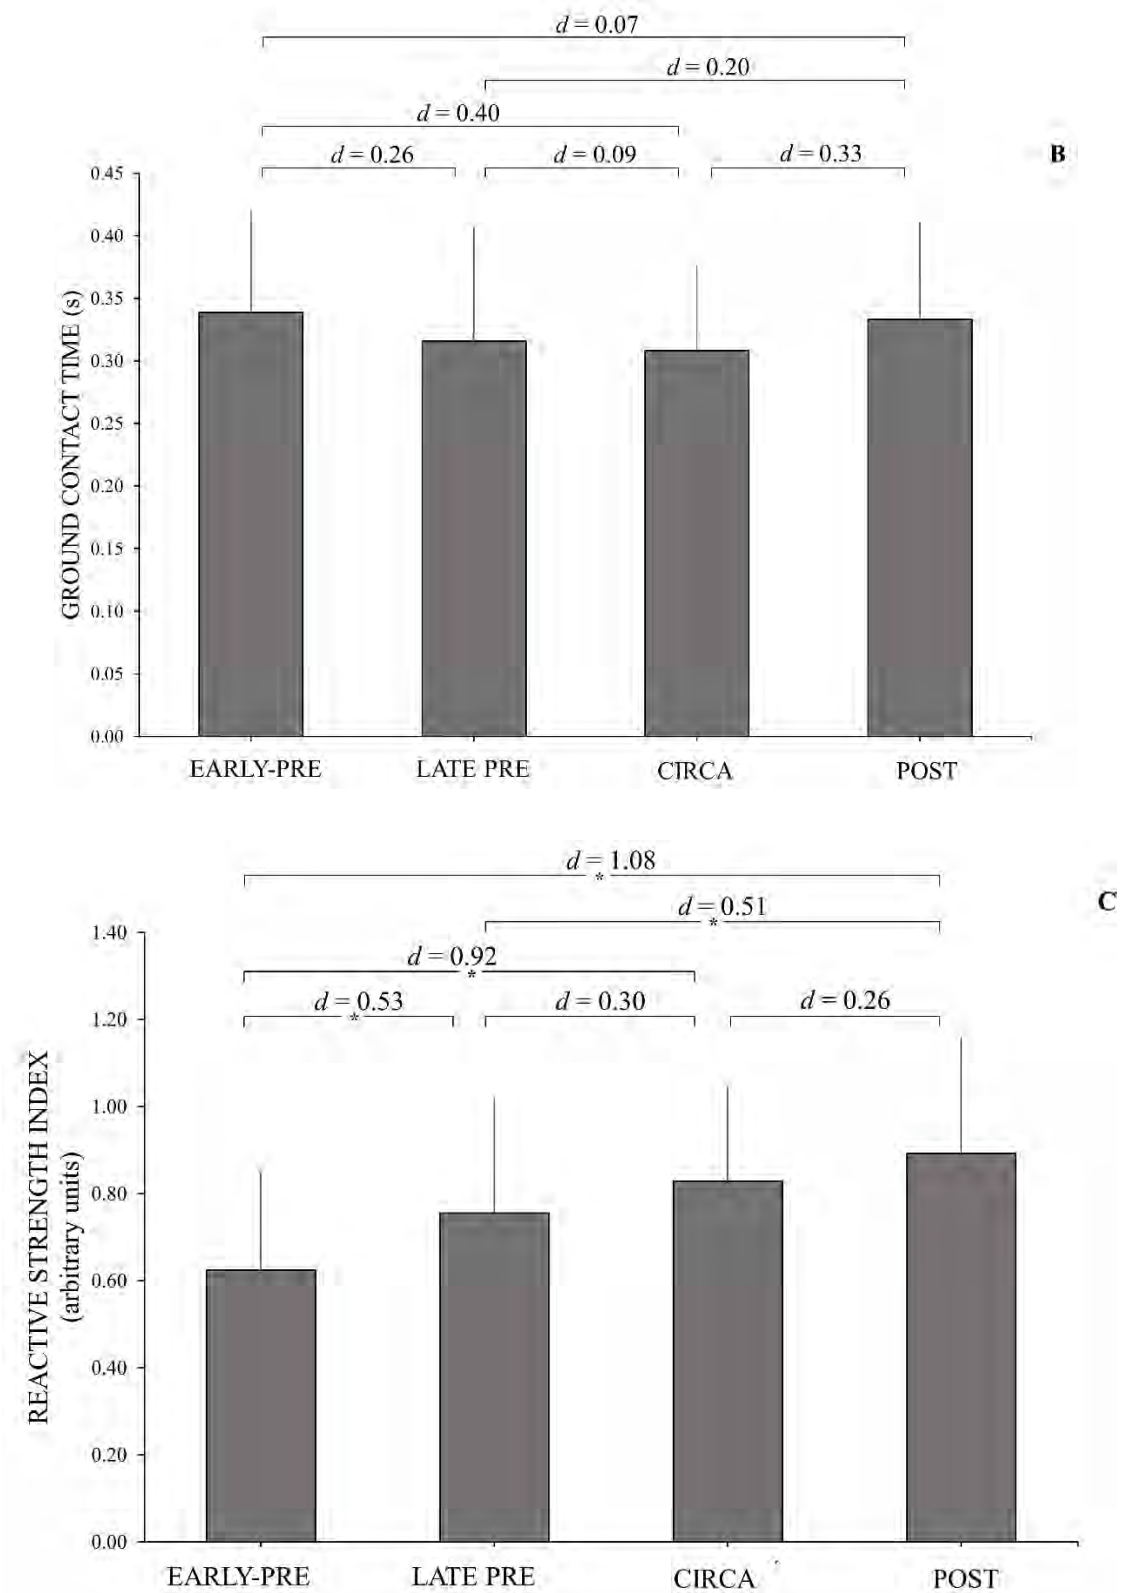 d = 0.07
d = 0.20
d = 0.40
d = 0.26 d = 0.09 d = 0.33 B
0.45
0.40
0.35
0.30
0.25
0.20
0.15
0.10
0.05
0.00
GROUND CONTACT TIME (s)
EARLY-PRE LATE PRE CIRCA POST
d = 1.08
*
C
d = 0.51
*
d = 0.92
*
d = 0.53 d = 0.30 d = 0.26
*
1.40
1.20
1.00
0.80
0.60
0.40
0.20
0.00
REACTIVE STRENGTH INDEX
(arbitrary units)
EARLY-PRE LATE PRE CIRCA POST